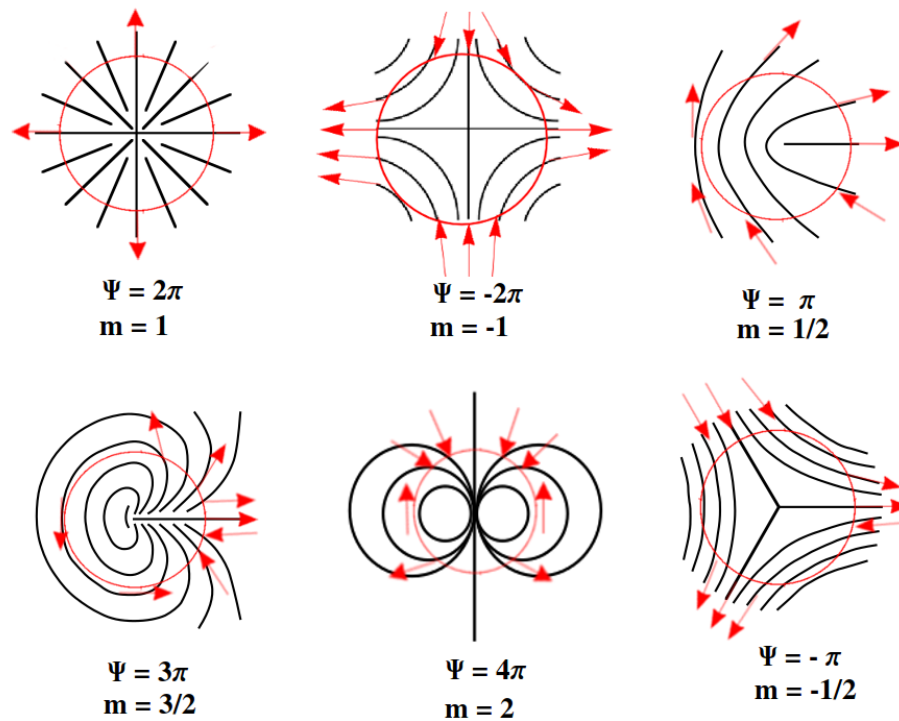 Ψ = 2π
m = 1
Ψ = -2π
m = -1
Ψ = π
m = 1/2
Ψ = 3π
m = 3/2
Ψ = 4π
m = 2
Ψ = - π
m = -1/2